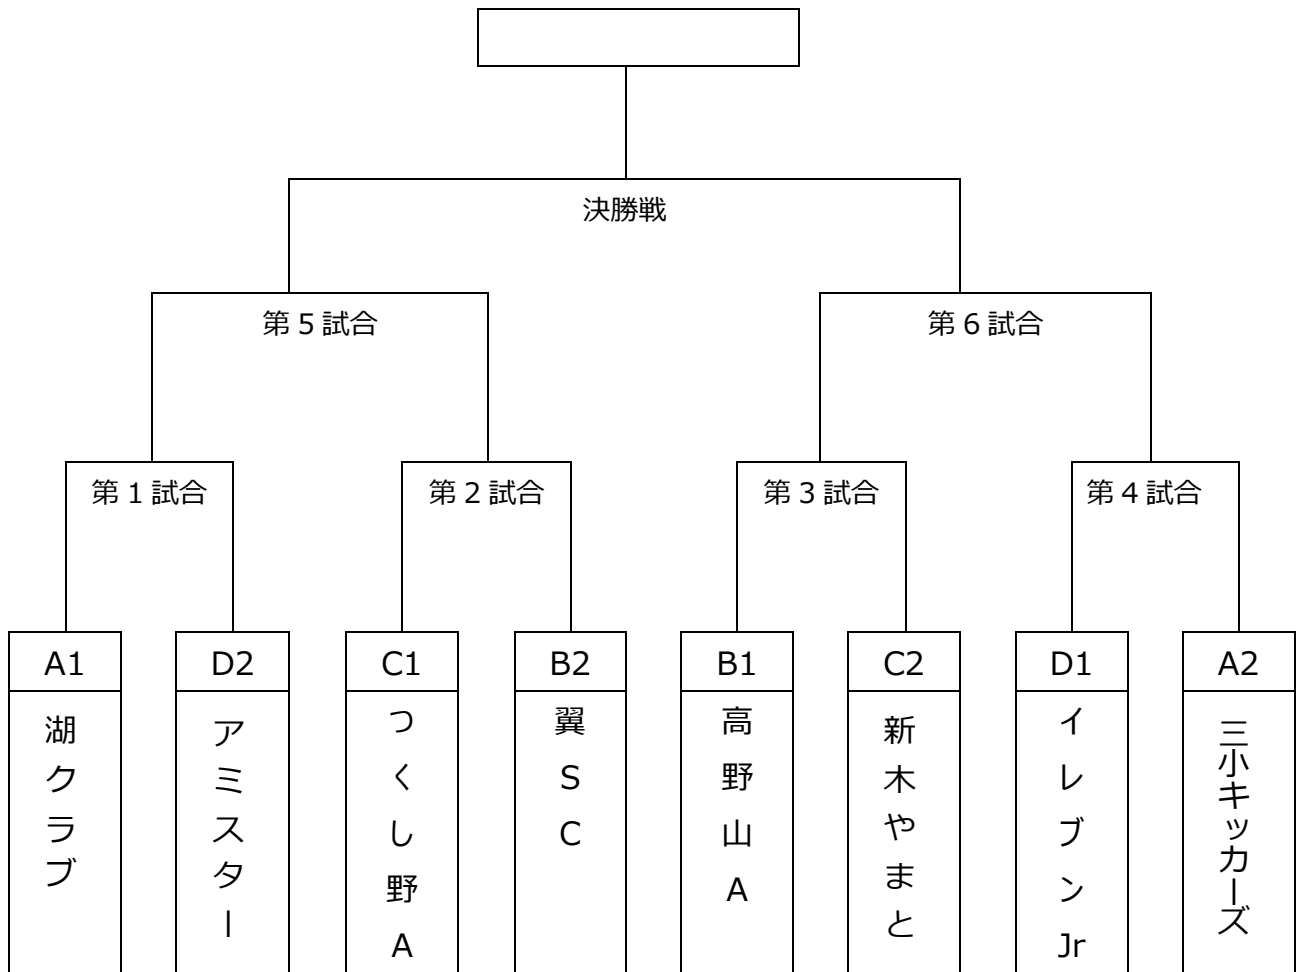 決勝戦
第5試合
第6試合
第1試合
第2試合
第3試合
第4試合
A1
D2
C1
B2
B1
C2
D1
A2
湖クラブ
アミスター
つくし野A
翼SC
高野山A
新木やまと
イレブンJr
三小キッカーズ